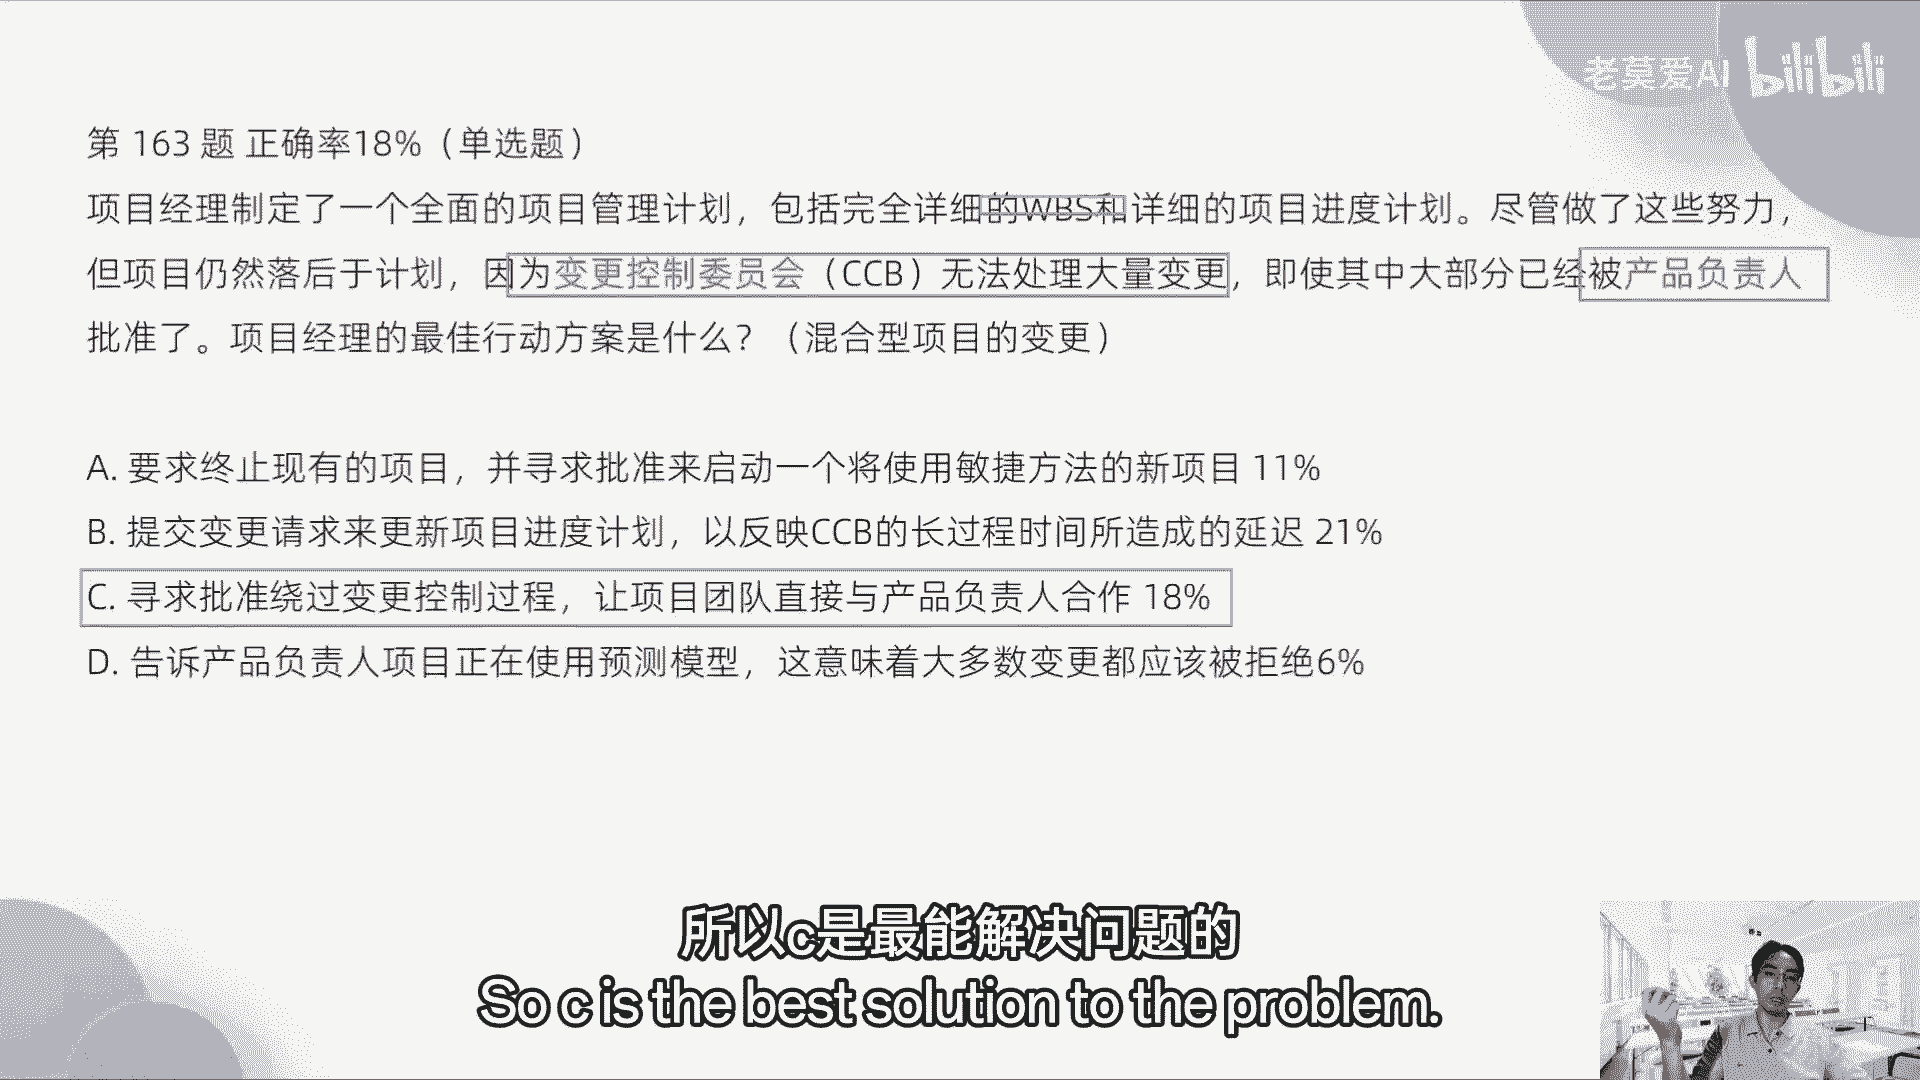 老莫爱AI bilibili
第 163 题 正确率18%（单选题）
项目经理制定了一个全面的项目管理计划，包括完全详细的WBS和详细的项目进度计划。尽管做了这些努力，
但项目仍然落后于计划，因为变更控制委员会（CCB）无法处理大量变更，即使其中大部分已经被产品负责人
批准了。项目经理的最佳行动方案是什么？（混合型项目的变更）
A. 要求终止现有的项目，并寻求批准来启动一个将使用敏捷方法的新项目 11%
B. 提交变更请求来更新项目进度计划，以反映CCB的长过程时间所造成的延迟 21%
C. 寻求批准绕过变更控制过程，让项目团队直接与产品负责人合作 18%
D. 告诉产品负责人项目正在使用预测模型，这意味着大多数变更都应该被拒绝6%
所以c是最能解决问题的
So c is the best solution to the problem.